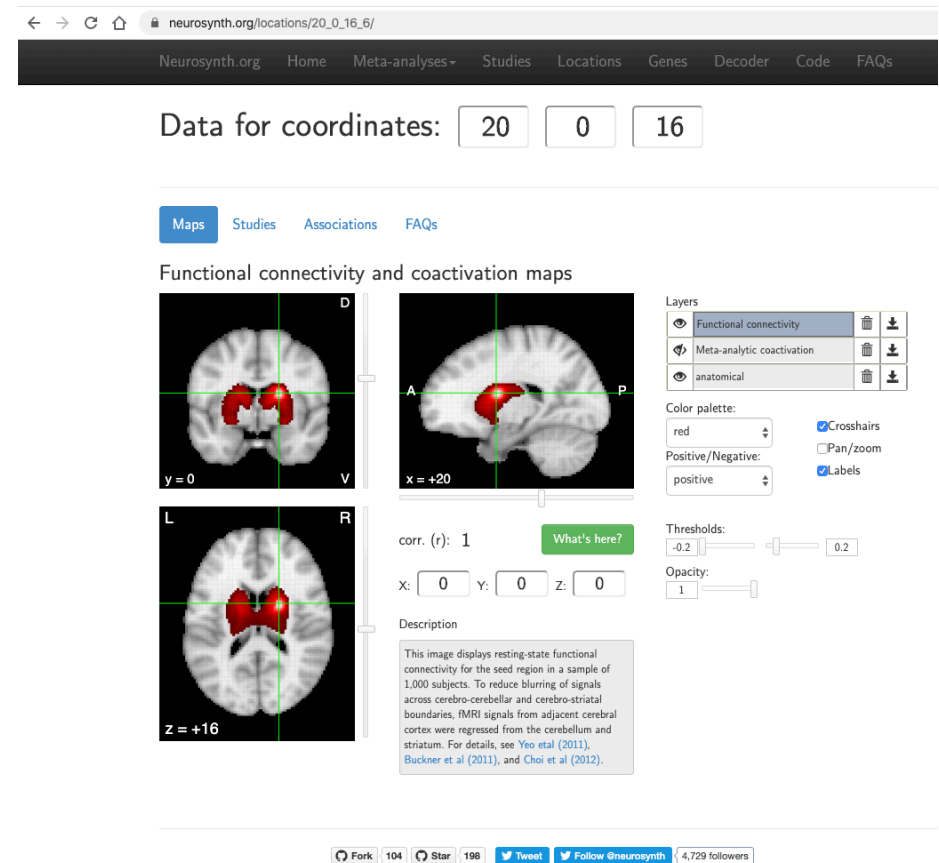 neurosynth.org/locations/20_0_16_6/
Neurosynth.org Home Meta-analyses Studies Locations Genes Decoder Code FAQs
Data for coordinates: 20 0 16
Maps Studies Associations FAQs
Functional connectivity and coactivation maps
D
y = 0 V
A P
x = +20
L R
z = +16
Layers
Functional connectivity
Meta-analytic coactivation
anatomical
Color palette:
red
Positive/Negative:
positive
Crosshairs
Pan/zoom
Labels
Thresholds:
-0.2 0.2
Opacity:
1
corr. (r): 1 What's here?
X: 0 Y: 0 Z: 0
Description
This image displays resting-state functional
connectivity for the seed region in a sample of
1,000 subjects. To reduce blurring of signals
across cerebro-cerebellar and cerebro-striatal
boundaries, fMRI signals from adjacent cerebral
cortex were regressed from the cerebellum and
striatum. For details, see Yeo etal (2011),
Buckner et al (2011), and Choi et al (2012).
Fork 104 Star 198 Tweet Follow @neurosynth 4,729 followers